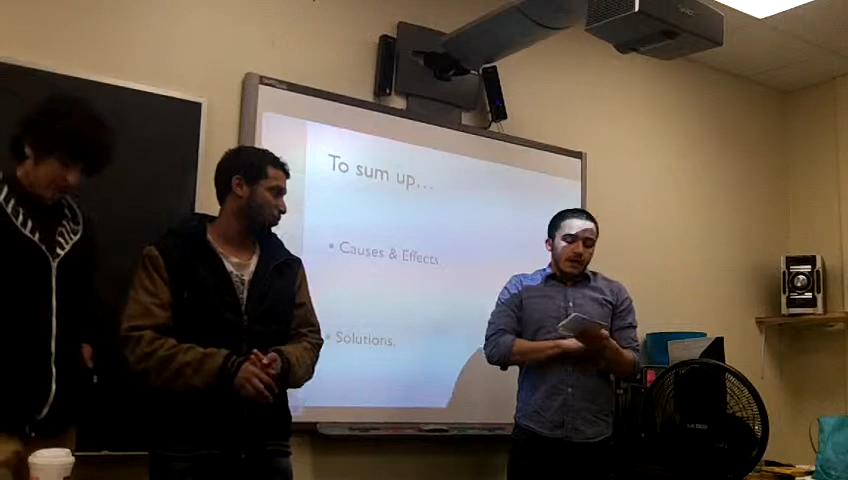 To sum up...
• Causes & Effects
• Solutions.